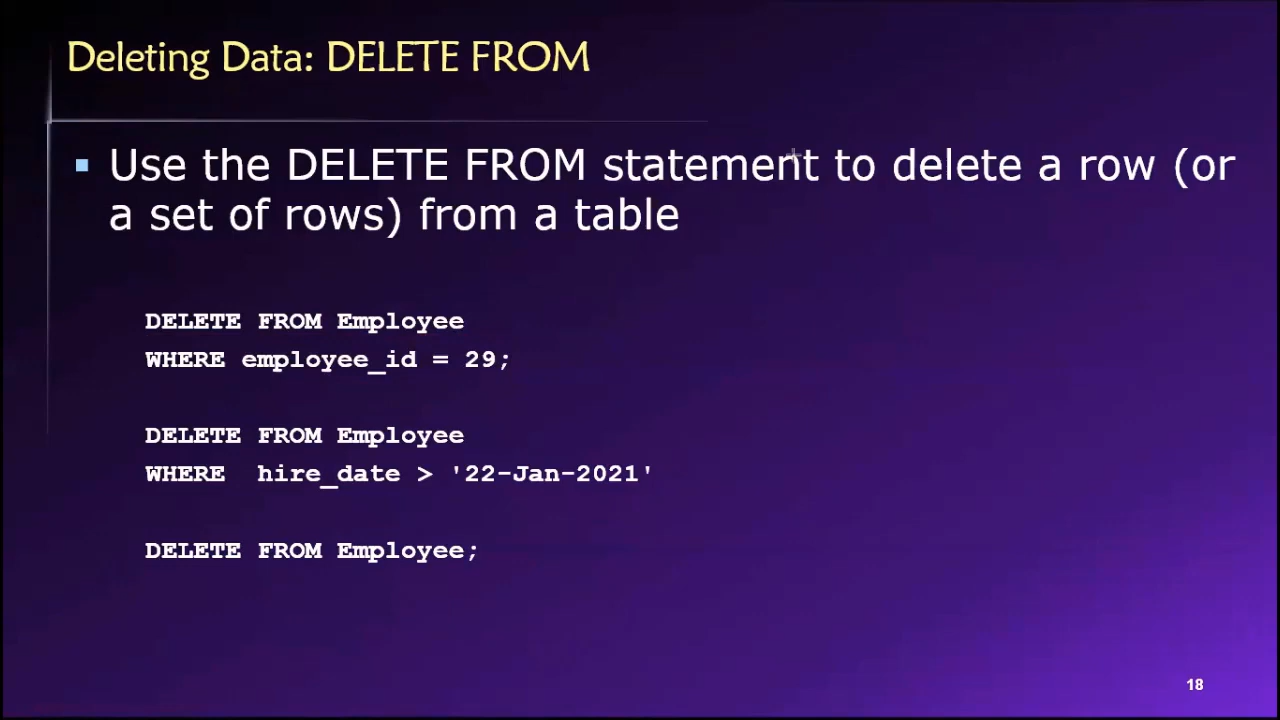 Deleting Data: DELETE FROM
▪ Use the DELETE FROM statement to delete a row (or
a set of rows) from a table
DELETE FROM Employee
WHERE employee_id = 29;
DELETE FROM Employee
WHERE  hire_date > '22-Jan-2021'
DELETE FROM Employee;
18